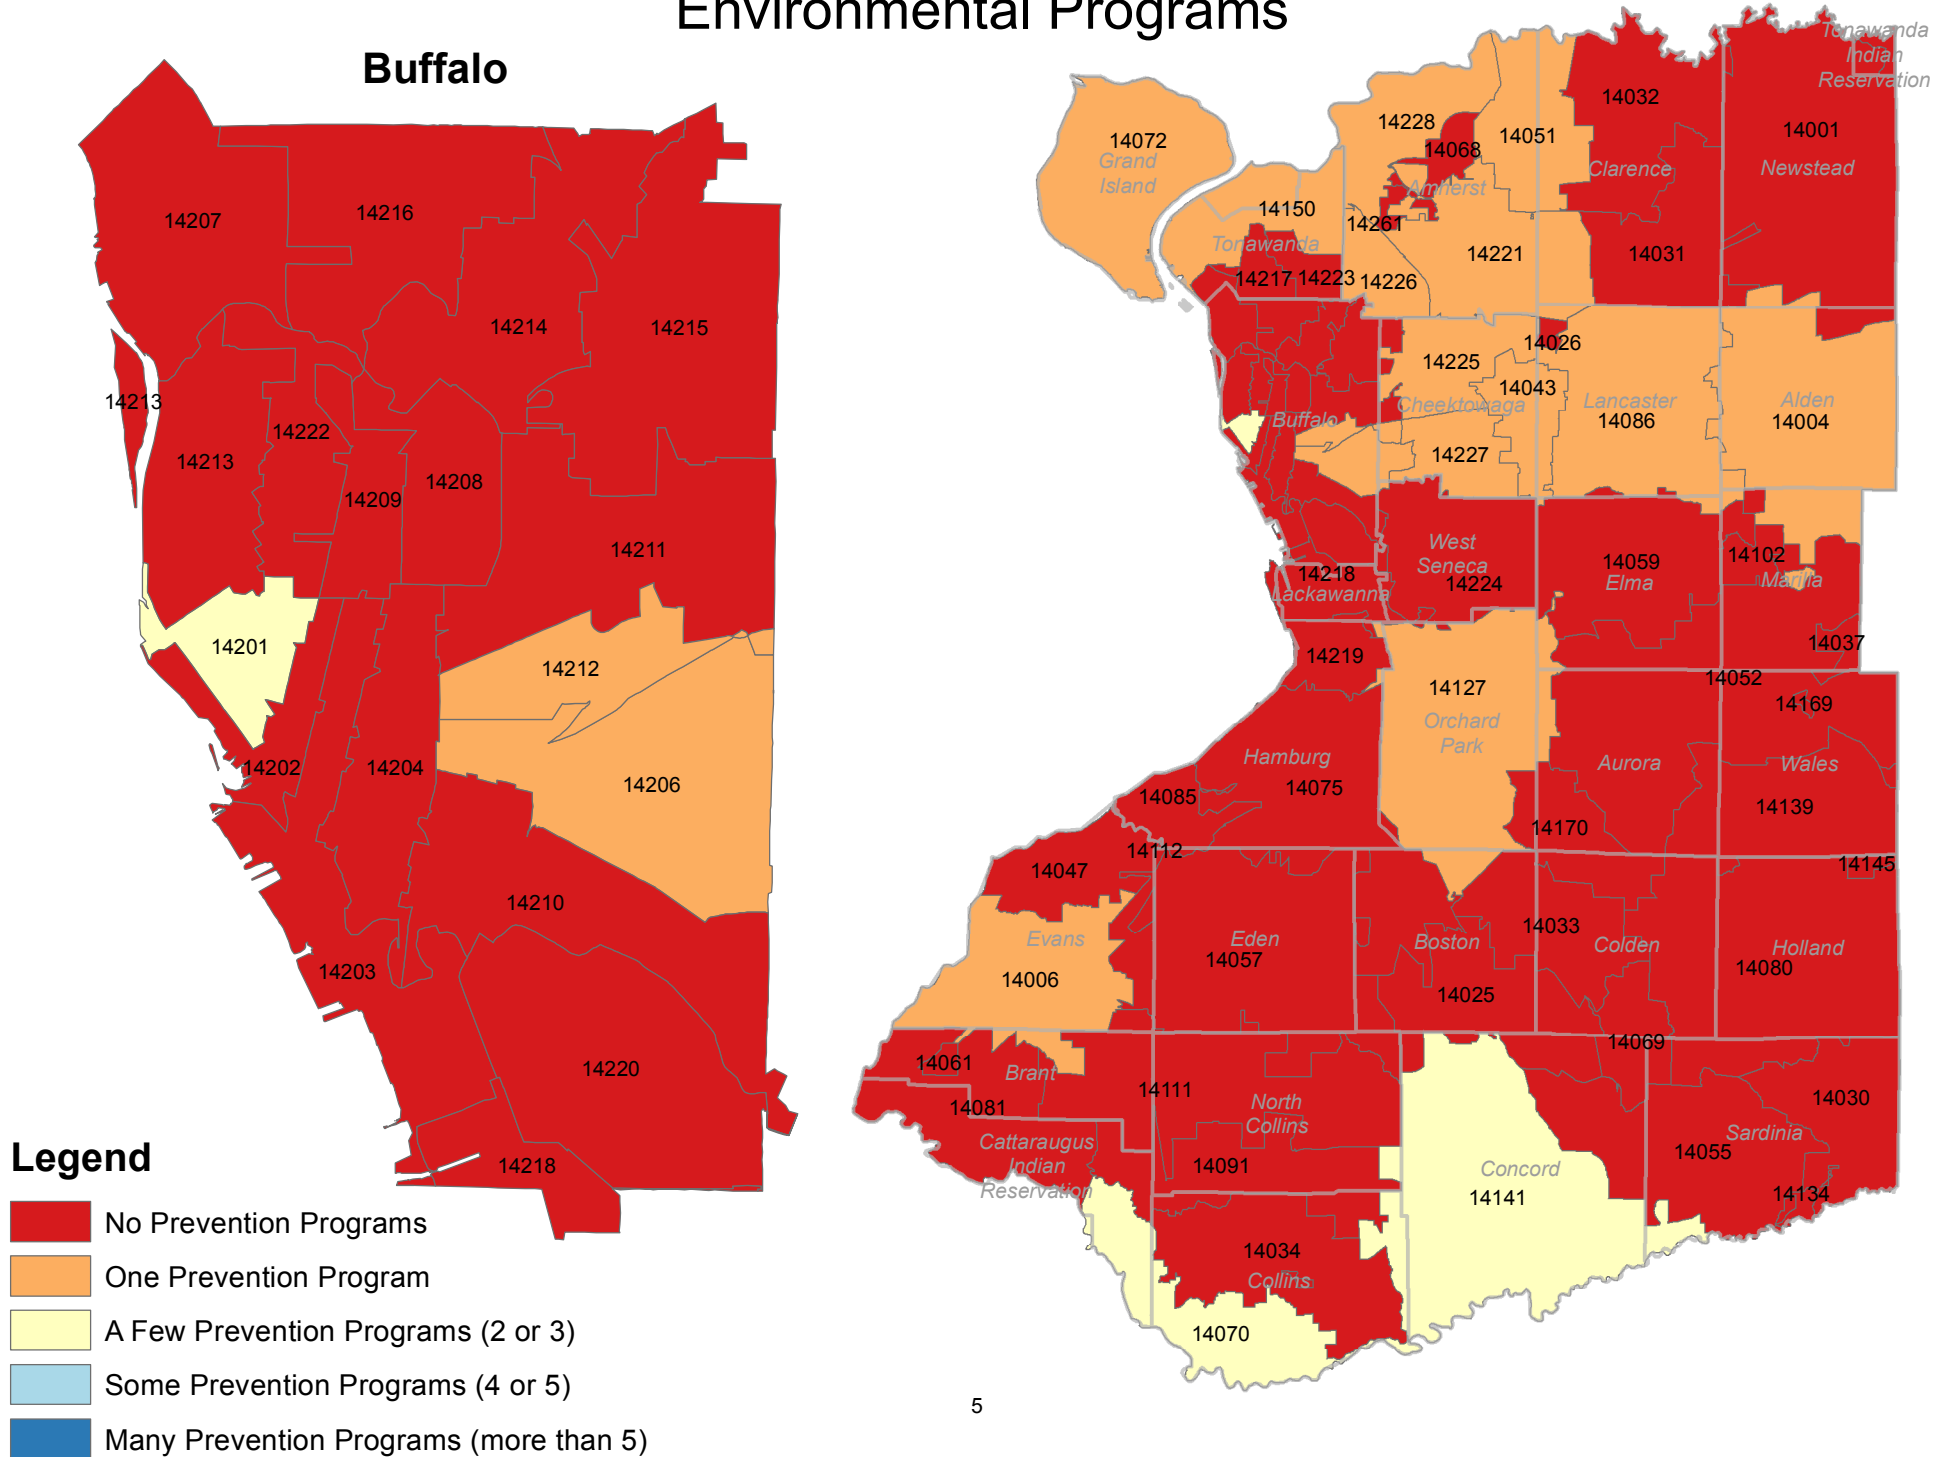 Environmental Programs
Buffalo
14207
14216
14214
14215
14213
14222
14213
14209
14208
14211
14201
14212
14202
14204
14206
14210
14203
14220
14218
Legend
No Prevention Programs
One Prevention Program
A Few Prevention Programs (2 or 3)
Some Prevention Programs (4 or 5)
Many Prevention Programs (more than 5)
Tonawanda
Indian
Reservation
14072
Grand
Island
14228
14068
14051
14032
14001
Amherst
Clarence
Newstead
14150
Tonawanda
14261
14221
14031
14217
14223
14226
14026
14225
14043
Cheektowaga
Lancaster
14086
Alden
14004
Buffalo
14227
West
Seneca
14224
14059
Elma
14102
Marilla
14218
Lackawanna
14219
14037
14052
14169
14127
Orchard
Park
Hamburg
14075
14085
Aurora
Wales
14139
14170
14112
14145
14047
Evans
14006
Eden
14057
Boston
14025
14033
Colden
Holland
14080
14069
14061
Brant
14081
14111
North
Collins
14091
14030
Sardinia
14055
14134
Cattaraugus
Indian
Reservation
Concord
14141
14034
Collins
14070
5